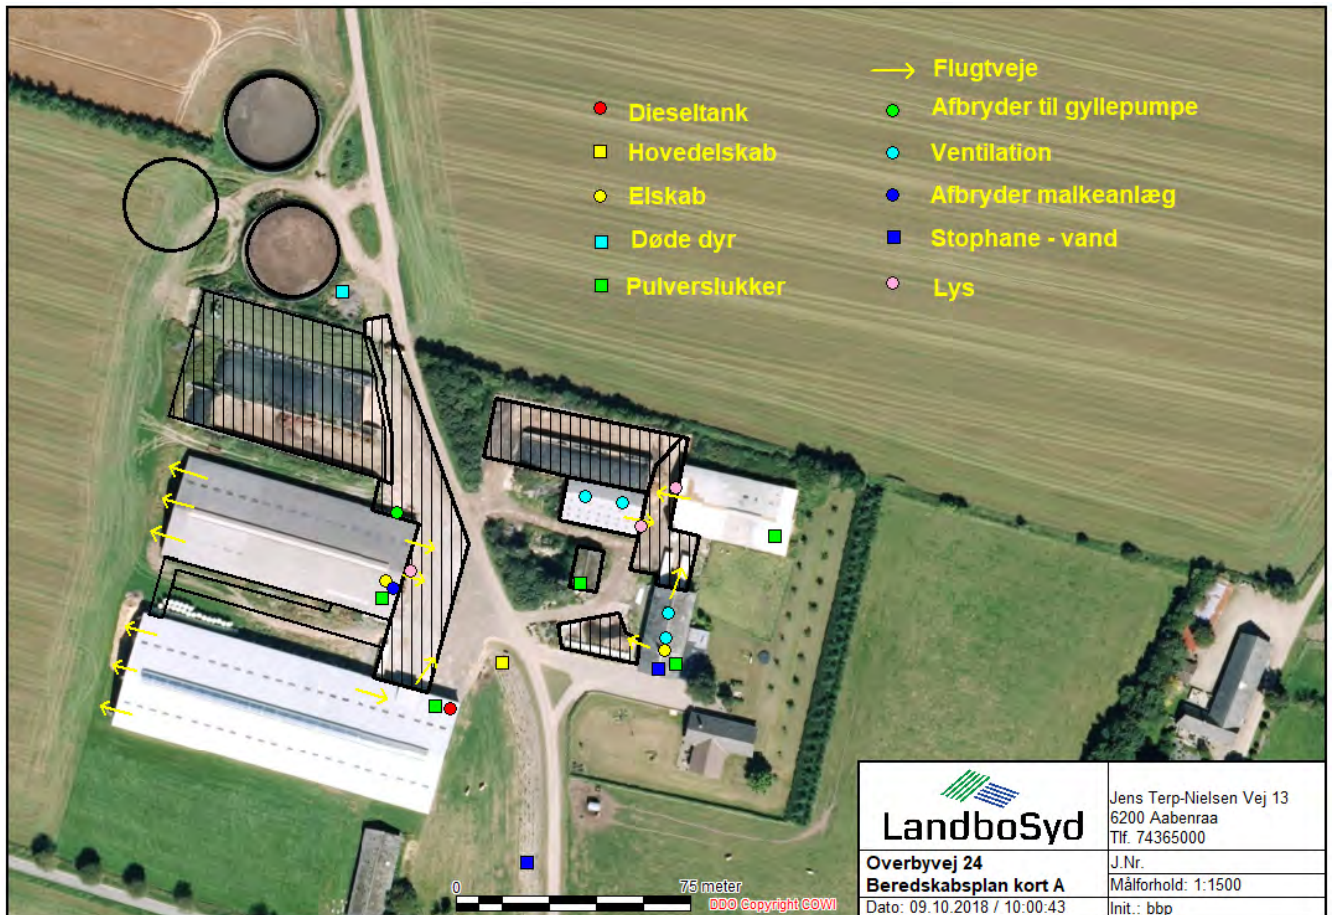 Flugtveje
Dieseltank
Afbryder til gyllepumpe
Hovedelskab
Ventilation
Elskab
Afbryder malkeanlæg
Døde dyr
Stophane - vand
Pulverslukker
Lys
0
75 meter
DDO Copyright COWI
LandboSyd
Jens Terp-Nielsen Vej 13
6200 Aabenraa
Tlf. 74365000
Overbyvej 24
Beredskabsplan kort A
J.Nr.
Målforhold: 1:1500
Dato: 09.10.2018 / 10:00:43
Init.: bbp